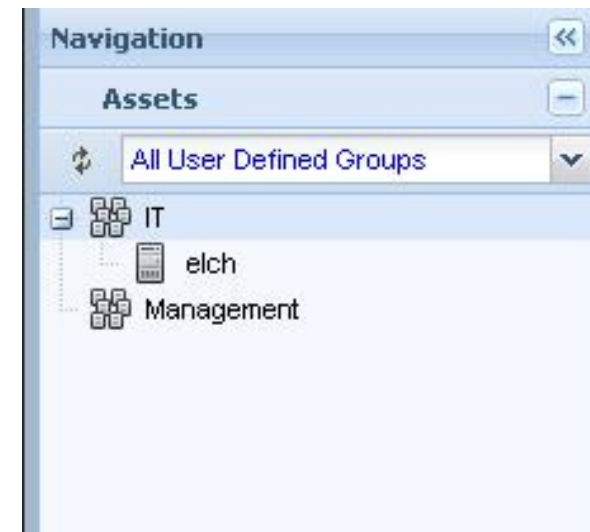 Navigation
Assets
All User Defined Groups
IT
elch
Management